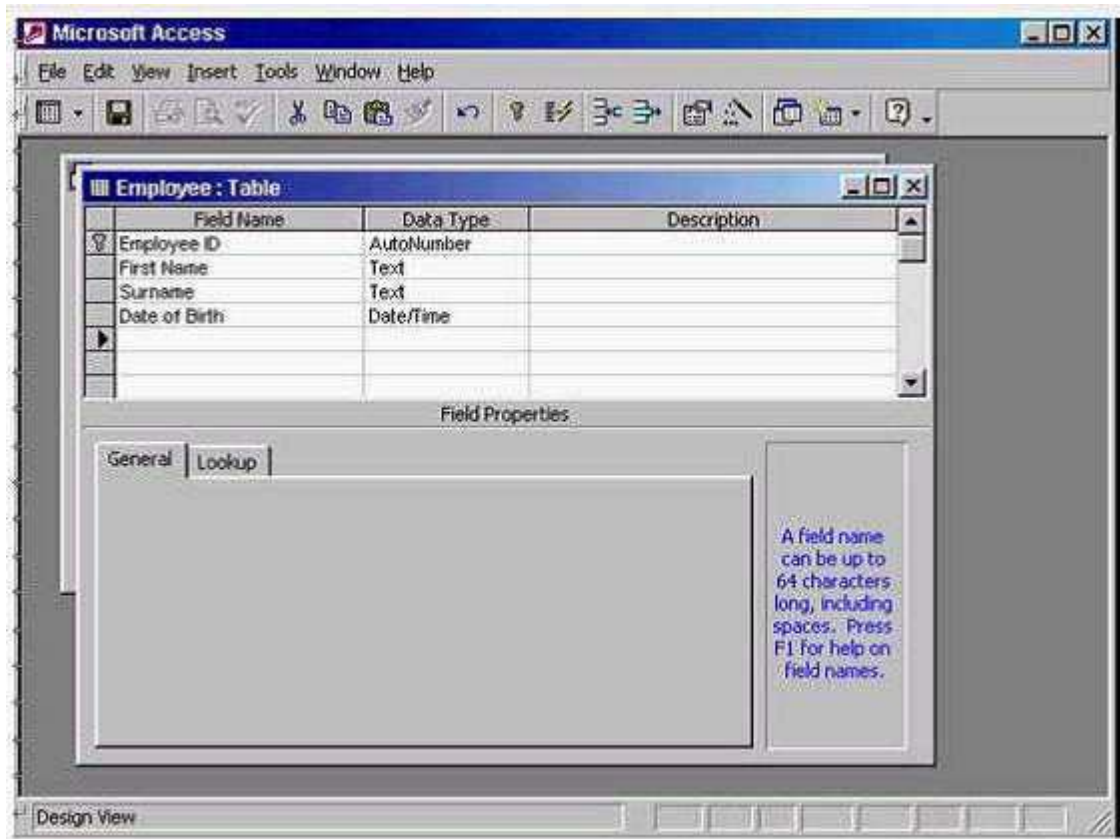 Microsoft Access
File Edit View Insert Tools Window Help
Employee : Table
Field Name Data Type Description
Employee ID AutoNumber
First Name Text
Surname Text
Date of Birth Date/Time
Field Properties
General Lookup
A field name
can be up to
64 characters
long, including
spaces. Press
F1 for help on
field names.
Design View